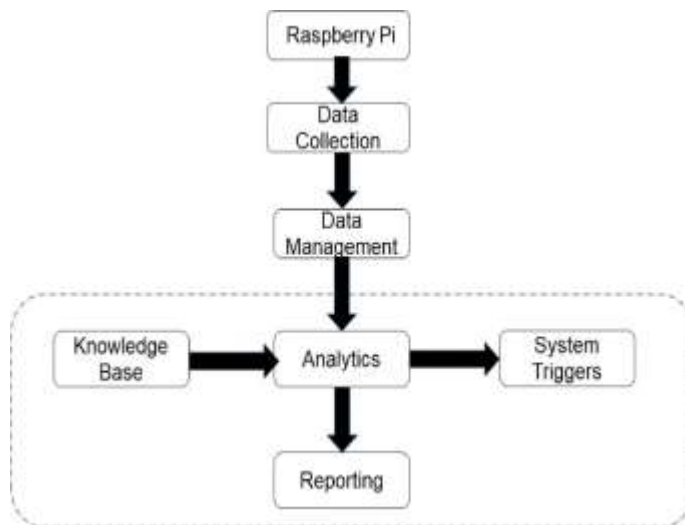 Raspberry Pi
Data
Collection
Data
Management
Knowledge
Base
Analytics
System
Triggers
Reporting